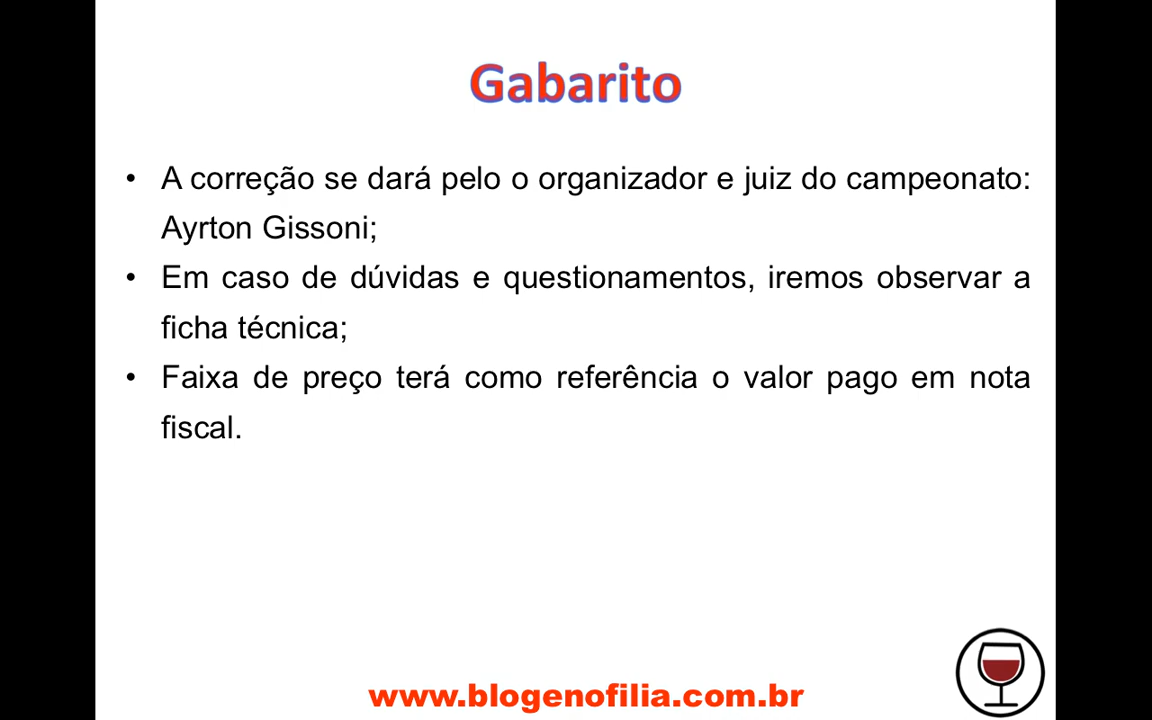 Gabarito
• A correção se dará pelo o organizador e juiz do campeonato:
Ayrton Gissoni;
• Em caso de dúvidas e questionamentos, iremos observar a
ficha técnica;
• Faixa de preço terá como referência o valor pago em nota
fiscal.
www.blogenofilia.com.br